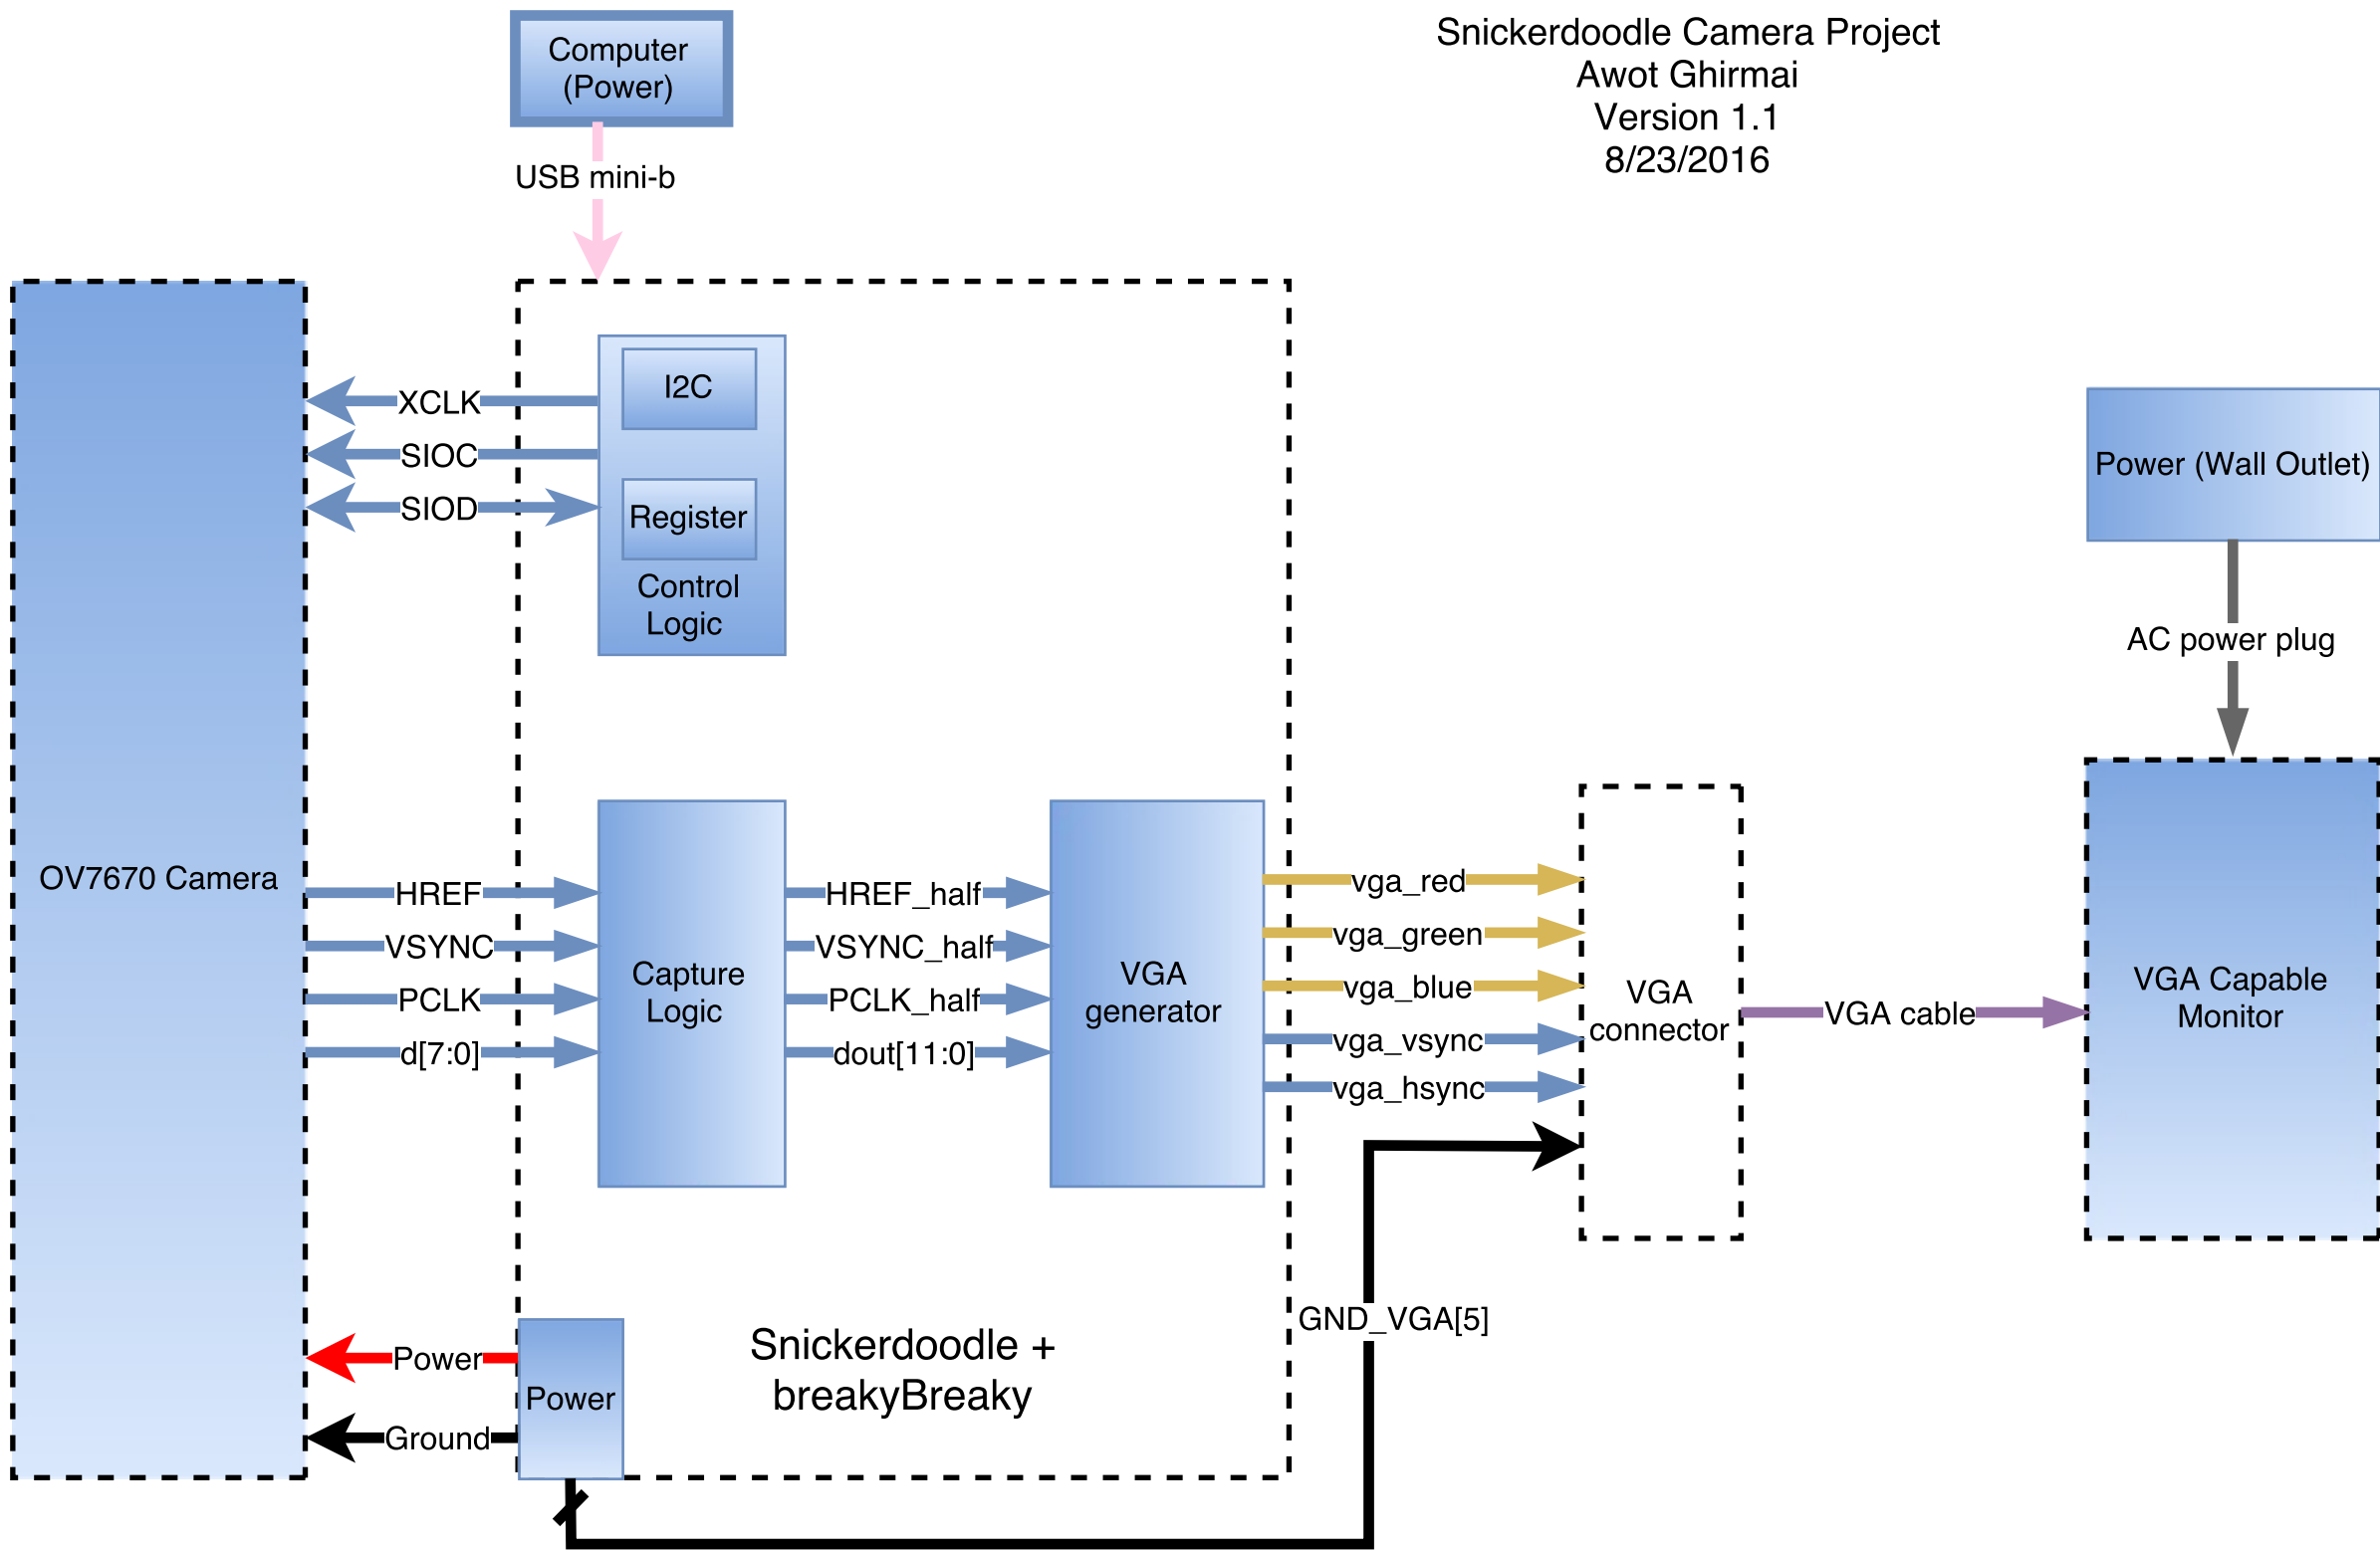 Computer
(Power)
Snickerdoodle Camera Project
Awot Ghirmai
Version 1.1
8/23/2016
USB mini-b
I2C
Register
Control
Logic
XCLK
SIOC
SIOD
Power (Wall Outlet)
AC power plug
OV7670 Camera
HREF
VSYNC
PCLK
d[7:0]
Capture
Logic
HREF_half
VSYNC_half
PCLK_half
dout[11:0]
VGA
generator
vga_red
vga_green
vga_blue
vga_vsync
vga_hsync
VGA
connector
VGA cable
VGA Capable
Monitor
GND_VGA[5]
Power
Ground
Power
Snickerdoodle +
breakyBreaky